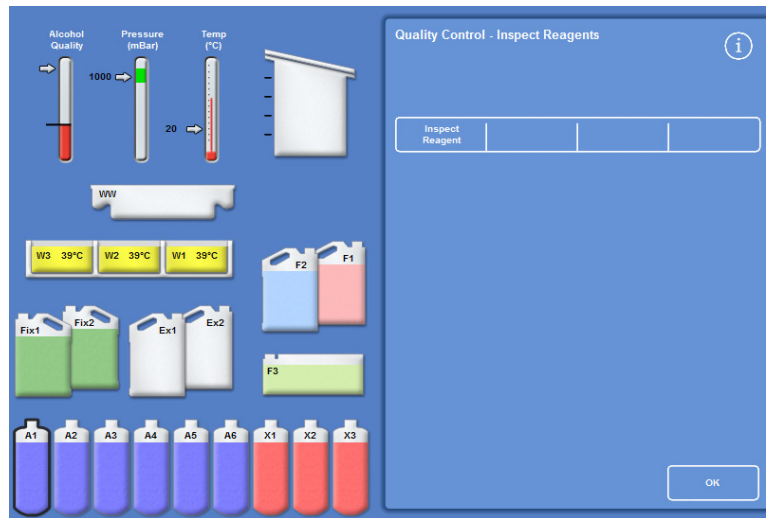 Alcohol
Quality
Pressure
(mBar)
Temp
(°C)
1000
20
WW
W3 39°C
W2 39°C
W1 39°C
F2
F1
Fix1
Fix2
Ex1
Ex2
F3
A1
A2
A3
A4
A5
A6
X1
X2
X3
Quality Control - Inspect Reagents
i
Inspect
Reagent
OK